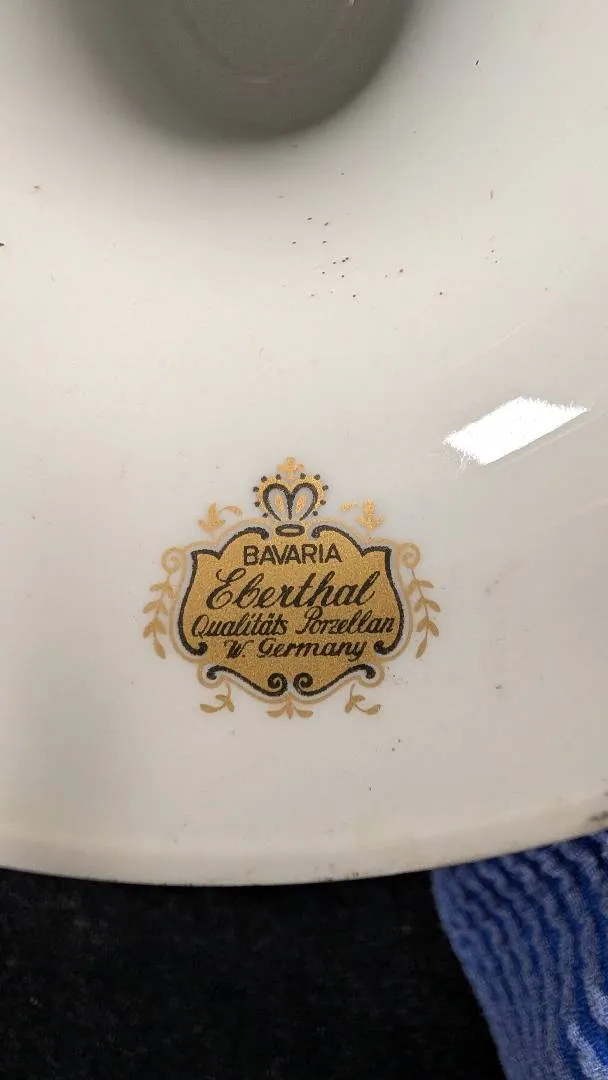 BAVARIA
Eberthal
Qualitäts Porzellan
W. Germany